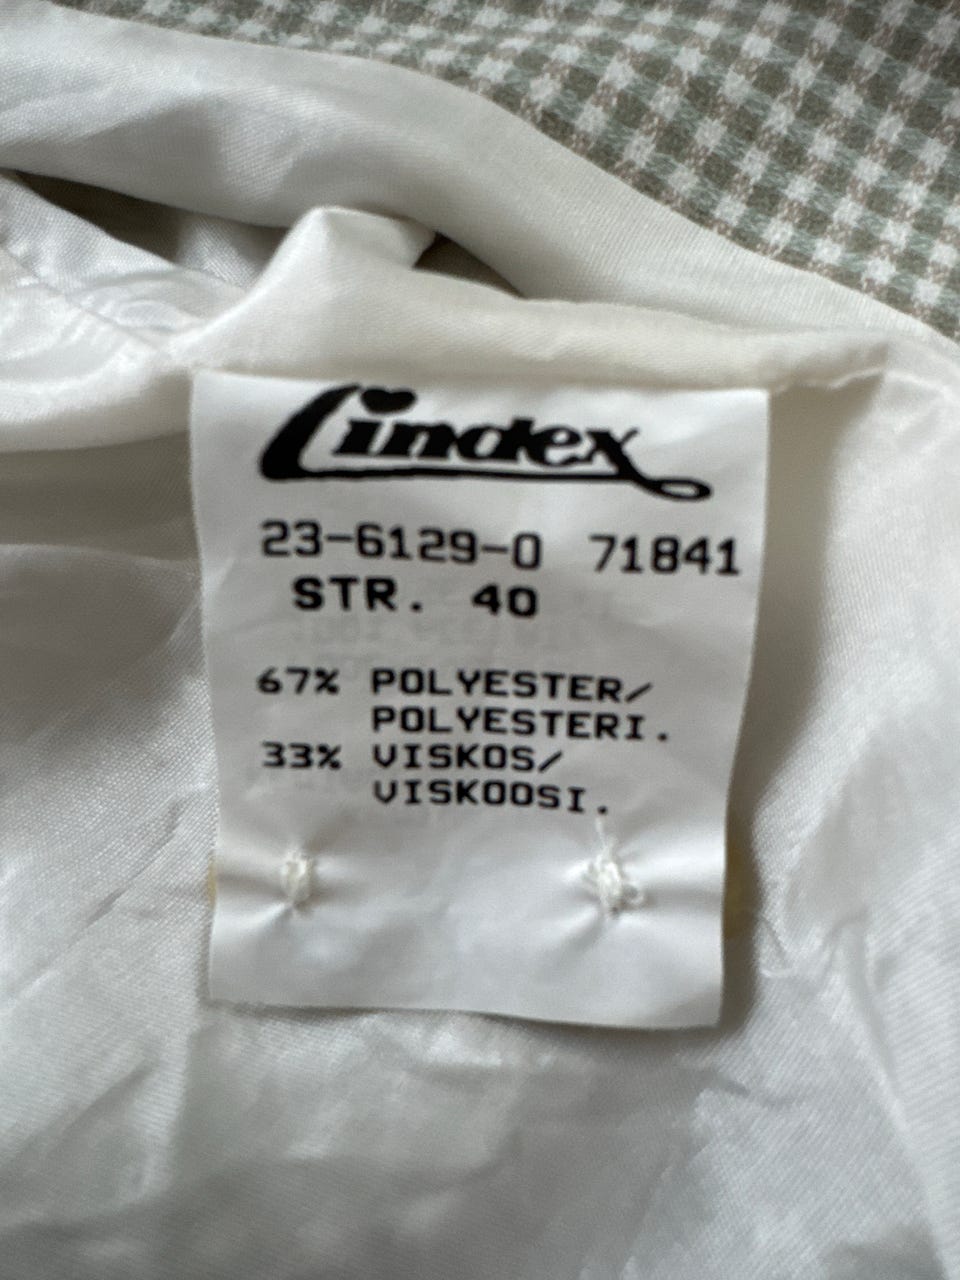 Lindex
23-6129-0 71841
STR. 40
67% POLYESTER/
POLYESTERI.
33% VISKOS/
VISKOOSI.